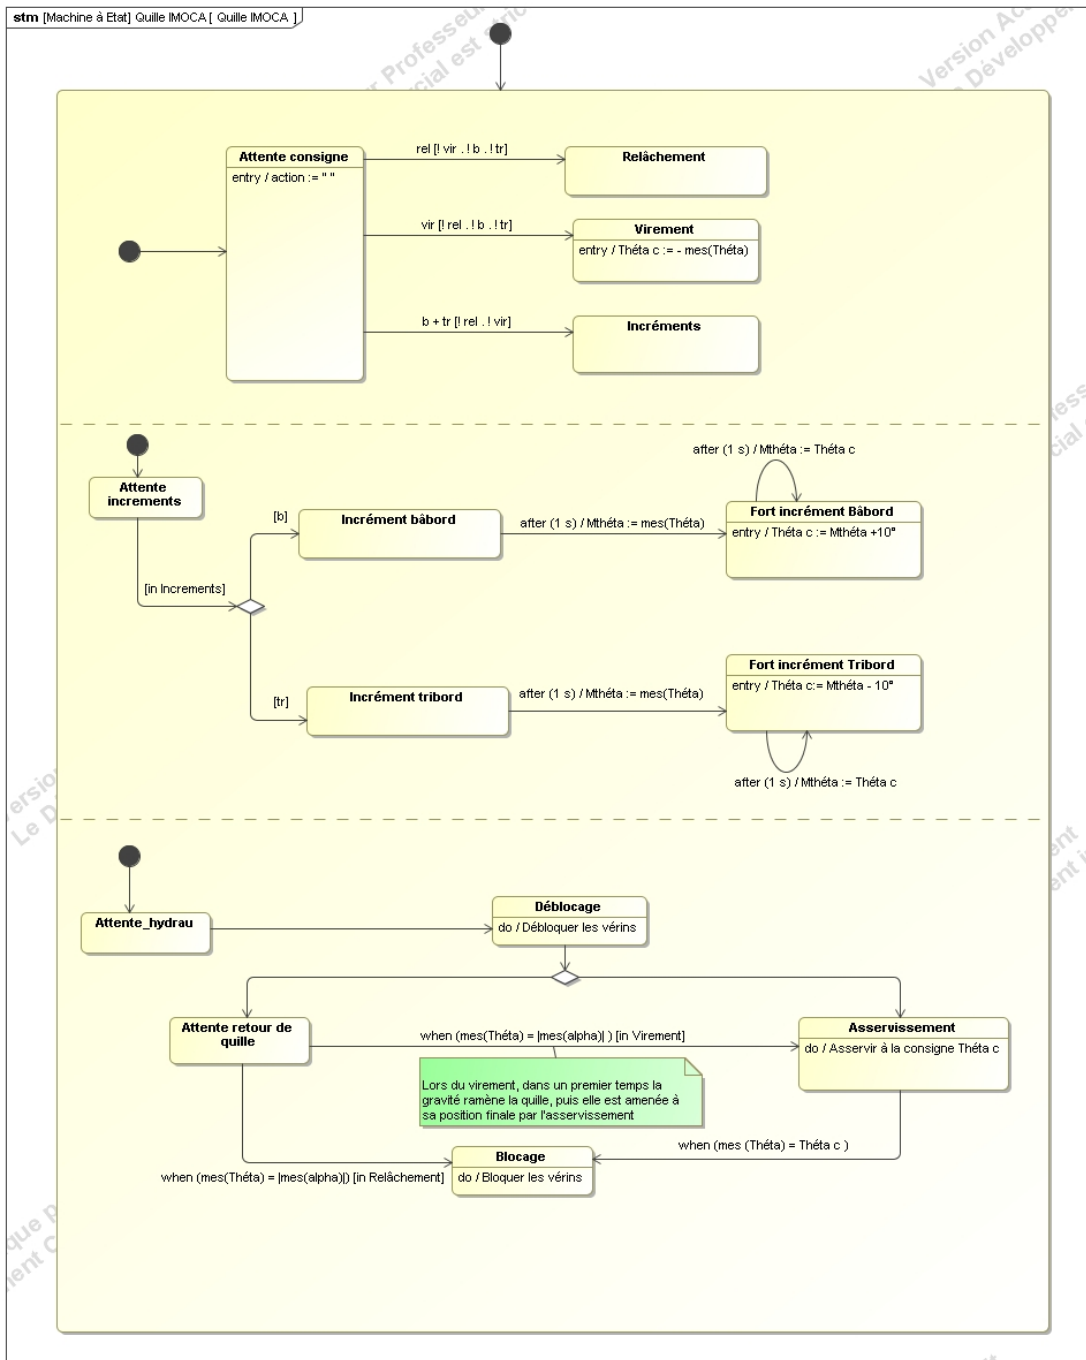 stm [Machine à Etat] Quille IMOCA [ Quille IMOCA ]
Attente consigne
entry / action := " "
rel [! vir . ! b . ! tr]
Relâchement
vir [! rel . ! b . ! tr]
Virement
entry / Théta c := - mes(Théta)
b + tr [! rel . ! vir]
Incréments
Attente
increments
[in Increments]
[b]
Incrément bâbord
after (1 s) / Mthéta := mes(Théta)
after (1 s) / Mthéta := Théta c
Fort incrément Bâbord
entry / Théta c := Mthéta +10°
[tr]
Incrément tribord
after (1 s) / Mthéta := mes(Théta)
Fort incrément Tribord
entry / Théta c:= Mthéta - 10°
after (1 s) / Mthéta := Théta c
Attente_hydrau
Déblocage
do / Débloquer les vérins
Attente retour de
quille
when (mes(Théta) = |mes(alpha)| ) [in Virement]
Asservissement
do / Asservir à la consigne Théta c
Lors du virement, dans un premier temps la
gravité ramène la quille, puis elle est amenée à
sa position finale par l'asservissement
when (mes (Théta) = Théta c )
Blocage
do / Bloquer les vérins
when (mes(Théta) = |mes(alpha)|) [in Relâchement]